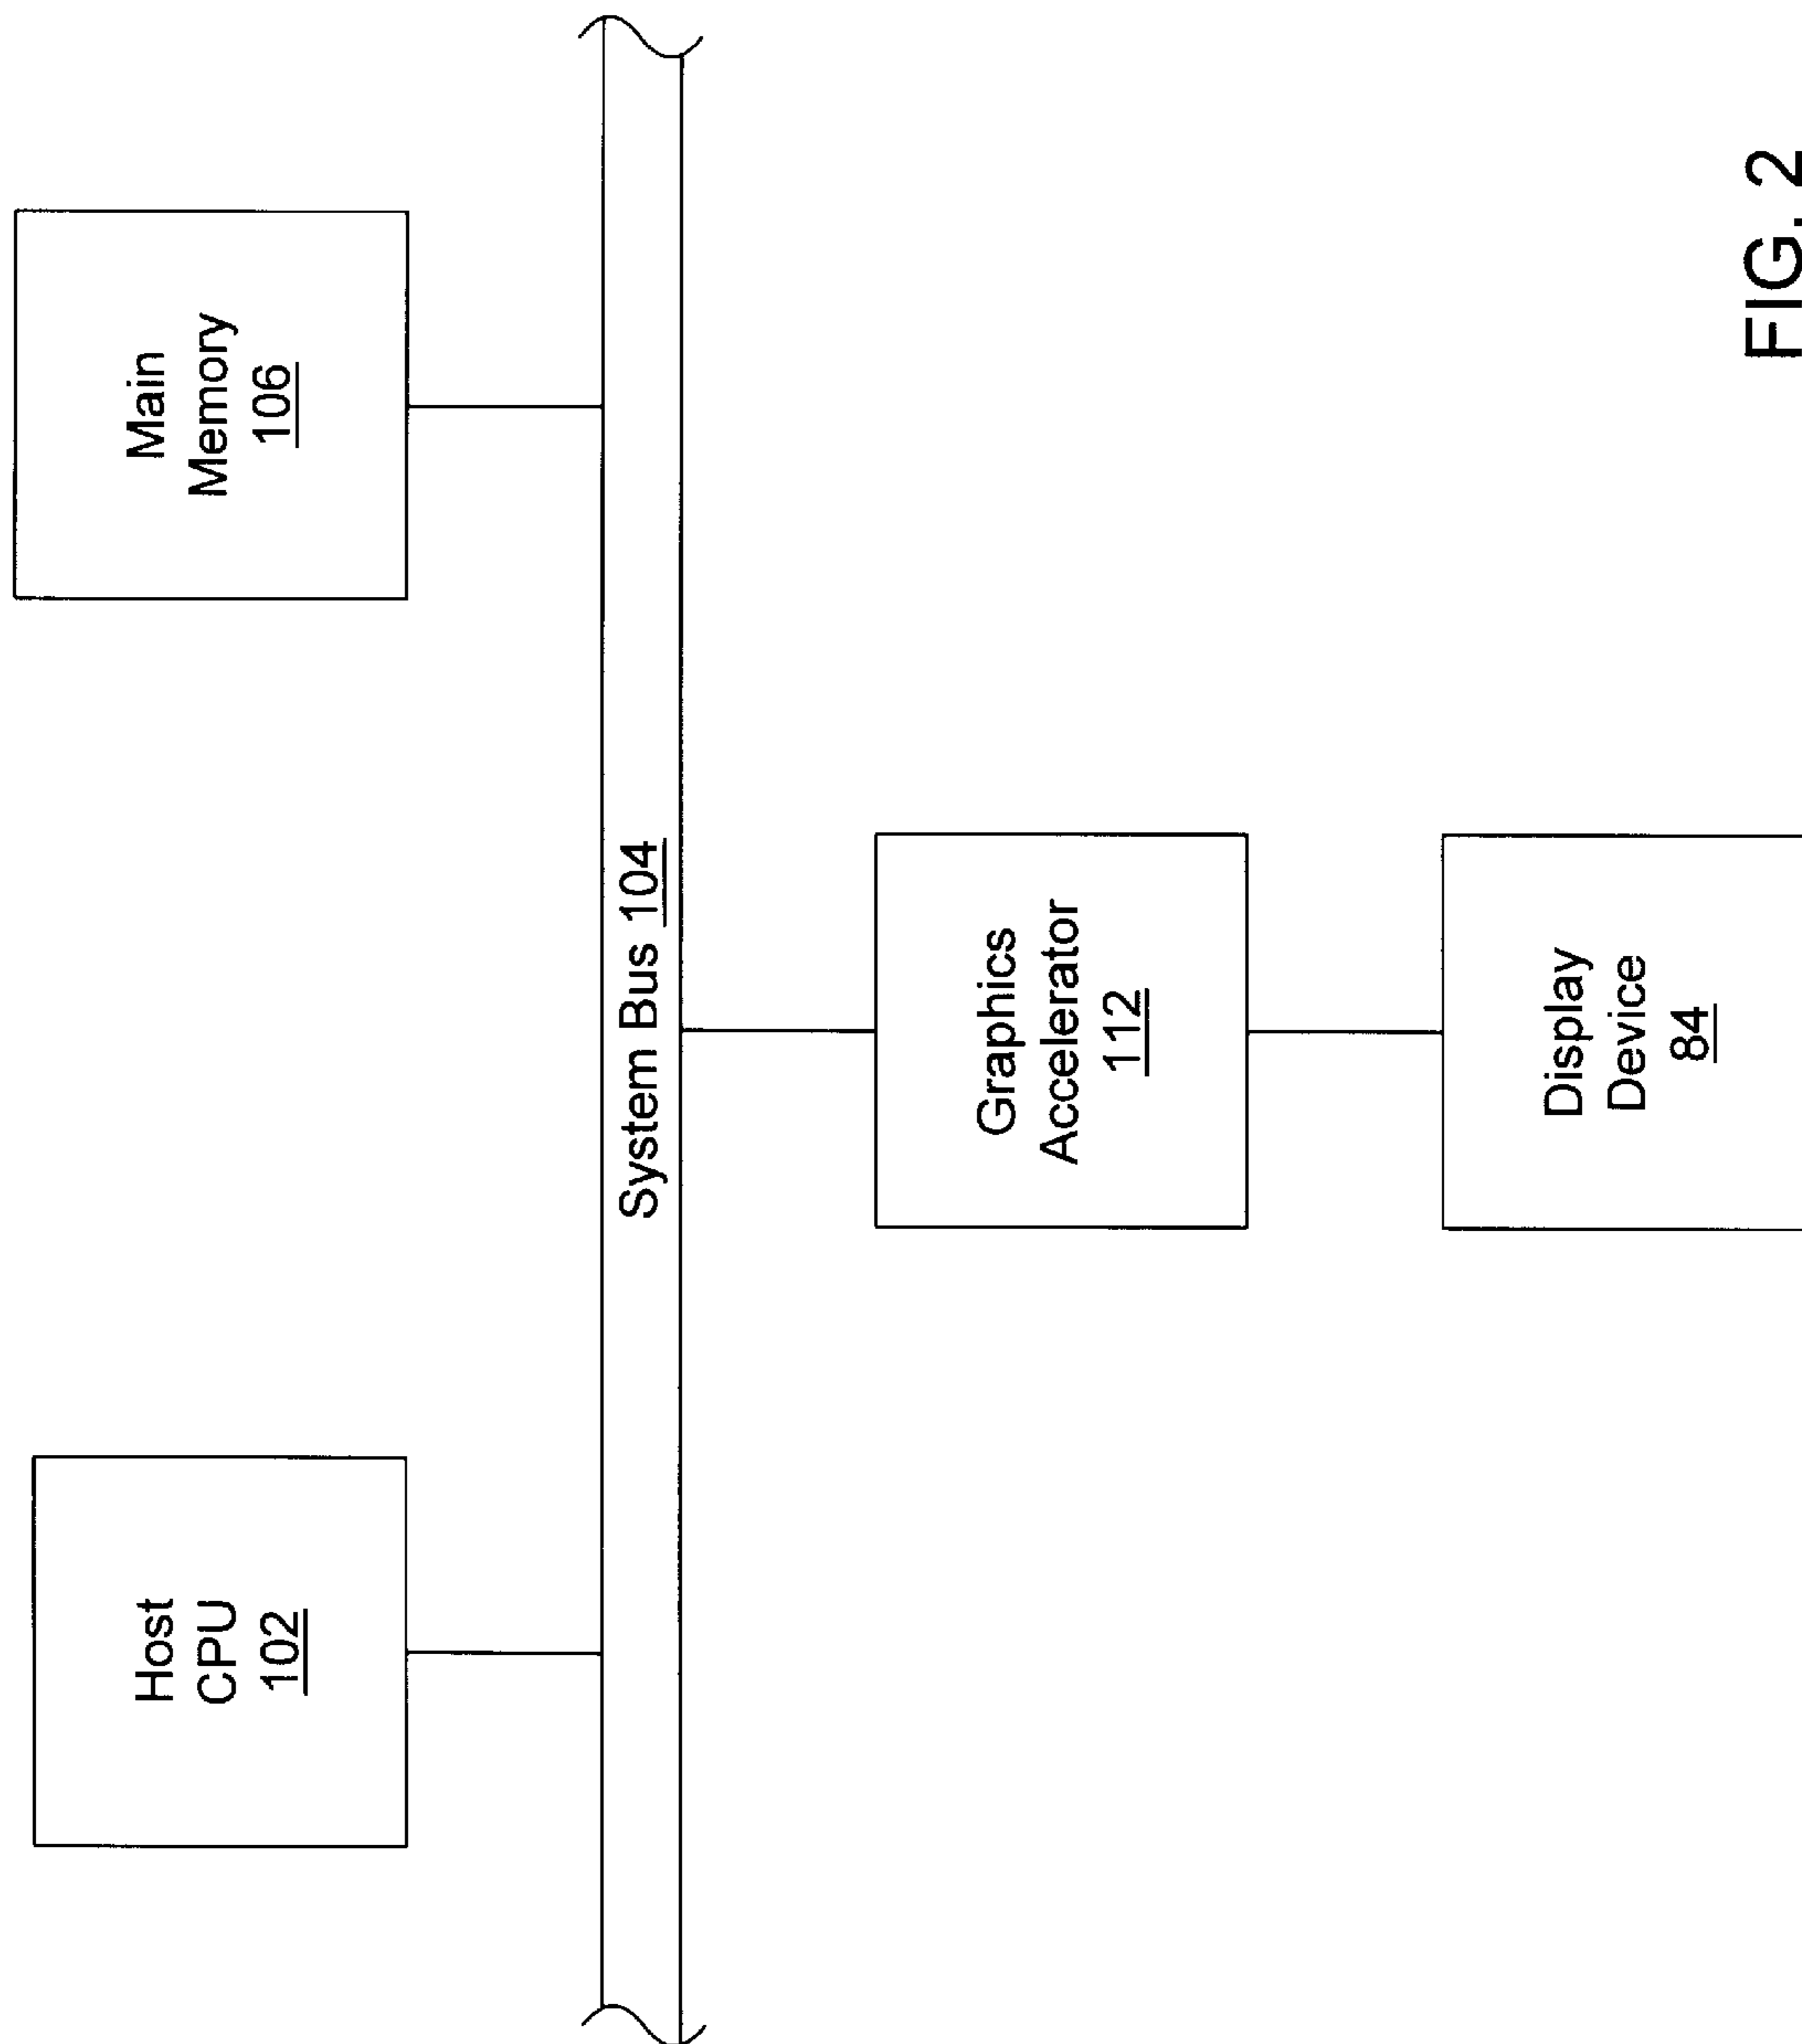 Host
CPU
102
Main
Memory
106
System Bus 104
Graphics
Accelerator
112
Display
Device
84
FIG. 2